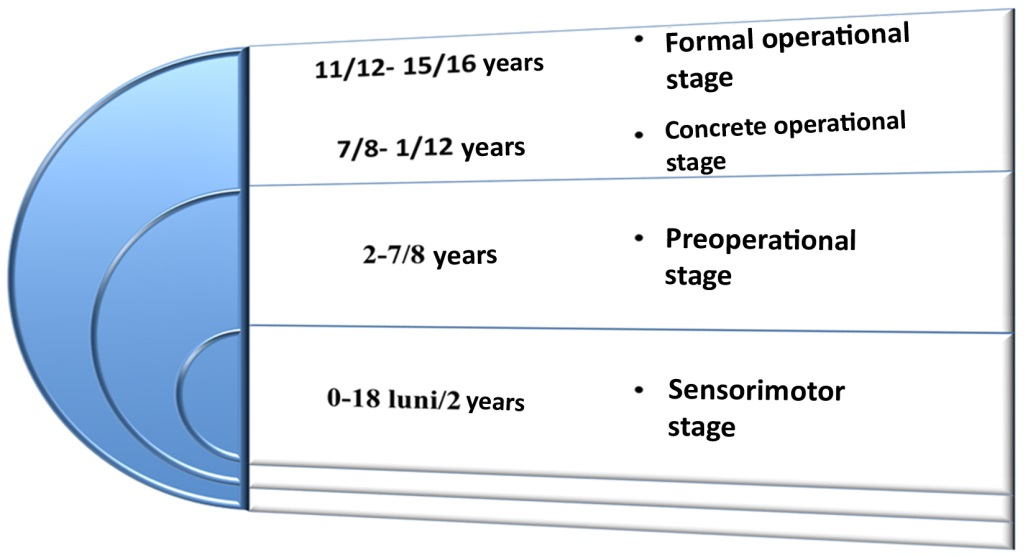 11/12- 15/16 years
• Formal operational
stage
7/8- 1/12 years
• Concrete operational
stage
2-7/8 years
• Preoperational
stage
0-18 luni/2 years
• Sensorimotor
stage